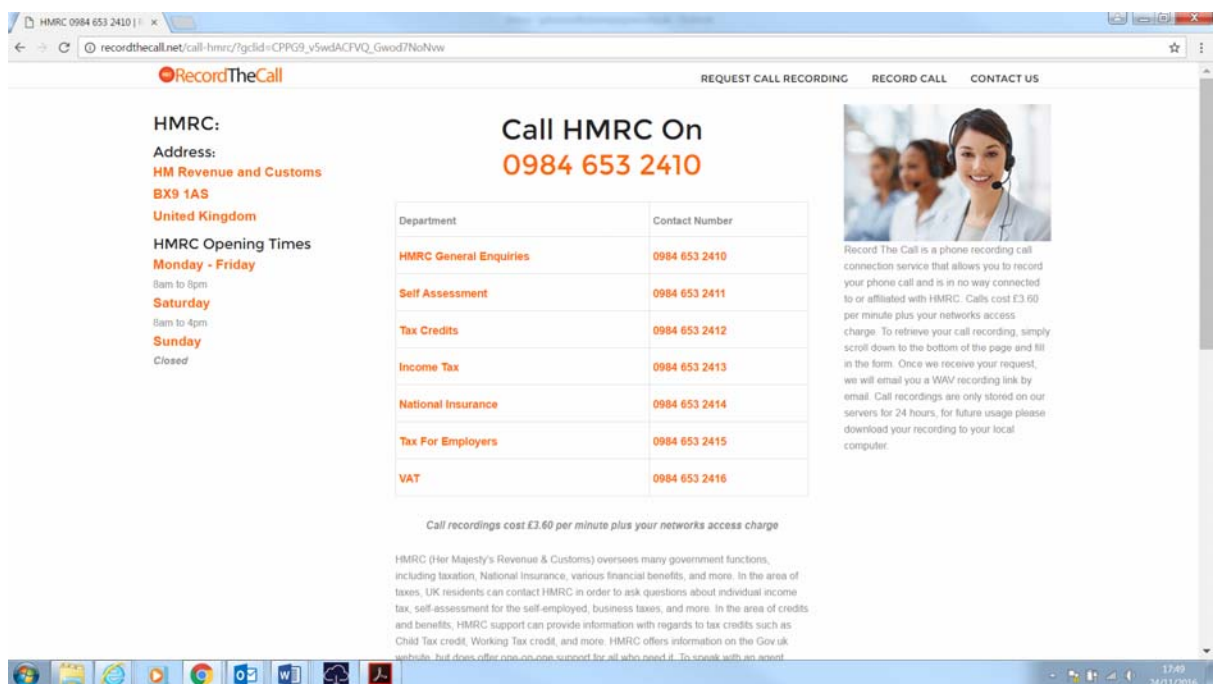 HMRC 0984 653 2410 |
recordthecall.net/call-hmrc/?gclid=CPPG9_v5wdACFVQ_Gwod7NoNvw
RecordTheCall
REQUEST CALL RECORDING RECORD CALL CONTACT US
HMRC:
Address:
HM Revenue and Customs
BX9 1AS
United Kingdom
HMRC Opening Times
Monday - Friday
8am to 8pm
Saturday
8am to 4pm
Sunday
Closed
Call HMRC On
0984 653 2410
Department Contact Number
HMRC General Enquiries 0984 653 2410
Self Assessment 0984 653 2411
Tax Credits 0984 653 2412
Income Tax 0984 653 2413
National Insurance 0984 653 2414
Tax For Employers 0984 653 2415
VAT 0984 653 2416
Call recordings cost £3.60 per minute plus your networks access charge
HMRC (Her Majesty's Revenue & Customs) oversees many government functions,
including taxation, National Insurance, various financial benefits, and more. In the area of
taxes, UK residents can contact HMRC in order to ask questions about individual income
tax, self-assessment for the self-employed, business taxes, and more. In the area of credits
and benefits, HMRC support can provide information with regards to tax credits such as
Child Tax credit, Working Tax credit, and more. HMRC offers information on the Gov.uk
website, but does offer one-on-one support for all who need it. To speak with an agent
Record The Call is a phone recording call
connection service that allows you to record
your phone call and is in no way connected
to or affiliated with HMRC. Calls cost £3.60
per minute plus your networks access
charge. To retrieve your call recording, simply
scroll down to the bottom of the page and fill
in the form. Once we receive your request,
we will email you a WAV recording link by
email. Call recordings are only stored on our
servers for 24 hours, for future usage please
download your recording to your local
computer.
17:49
24/11/2016